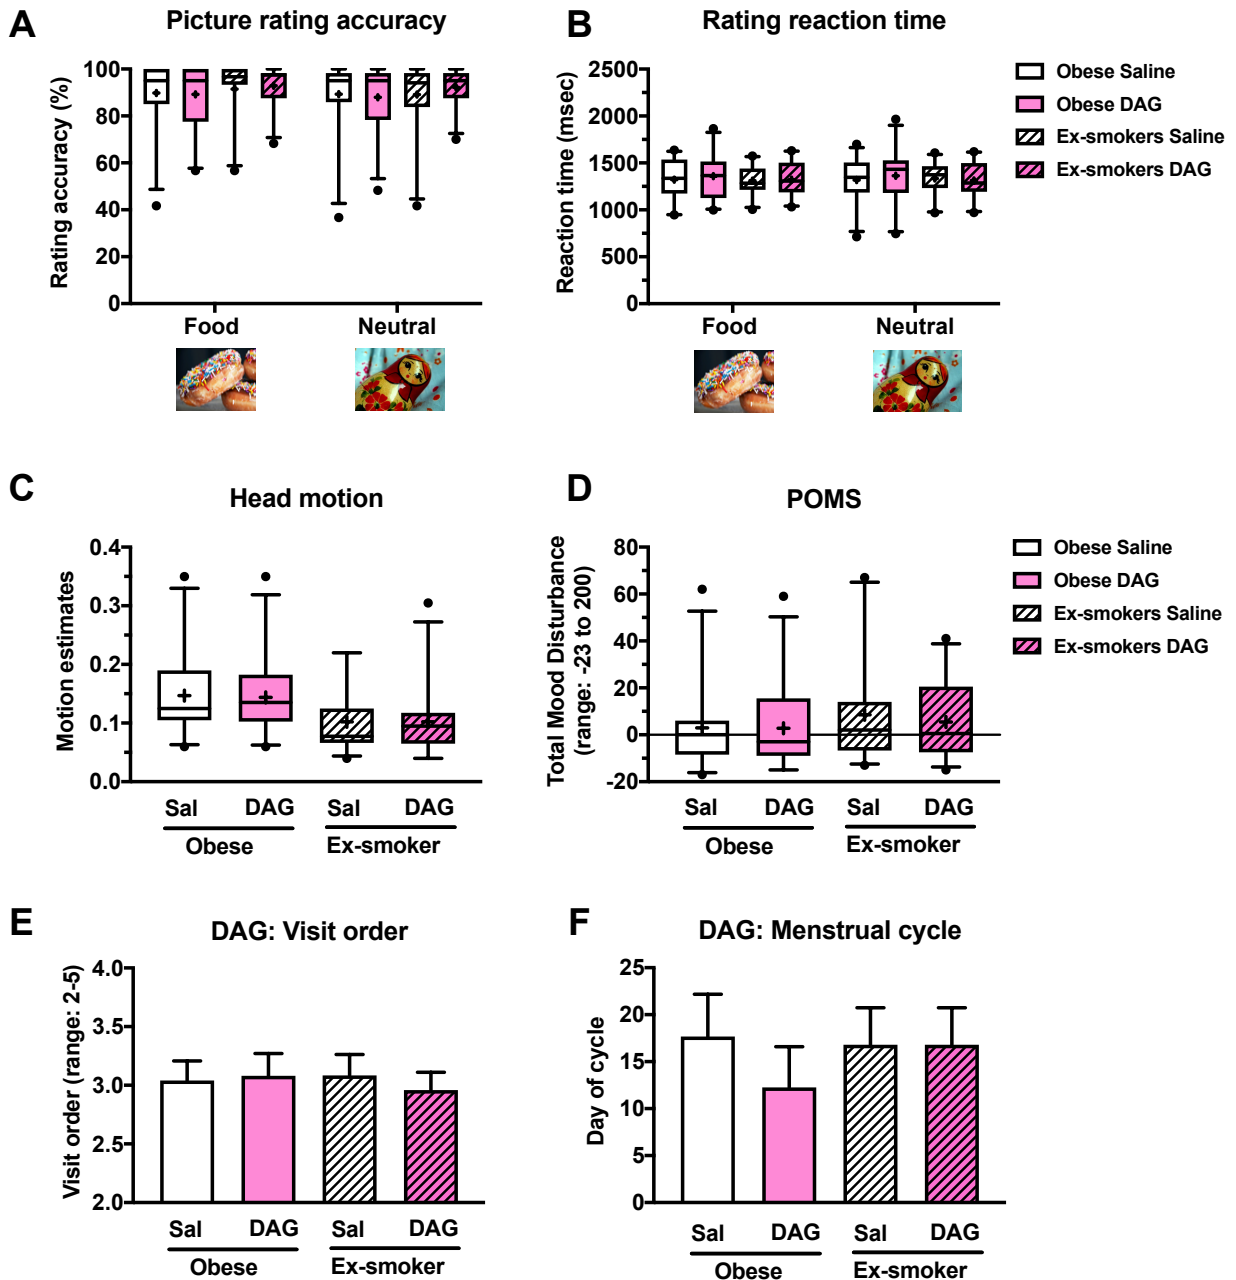 A
Picture rating accuracy
Rating accuracy (%)
100
80
60
40
20
0
Food
Neutral
B
Rating reaction time
Reaction time (msec)
2500
2000
1500
1000
500
0
Food
Neutral
Obese Saline
Obese DAG
Ex-smokers Saline
Ex-smokers DAG
C
Head motion
Motion estimates
0.4
0.3
0.2
0.1
0.0
Sal
DAG
Sal
DAG
Obese
Ex-smoker
D
POMS
Total Mood Disturbance
(range: -23 to 200)
80
60
40
20
0
-20
Sal
DAG
Sal
DAG
Obese
Ex-smoker
Obese Saline
Obese DAG
Ex-smokers Saline
Ex-smokers DAG
E
DAG: Visit order
Visit order (range: 2-5)
4.0
3.5
3.0
2.5
2.0
Sal
DAG
Sal
DAG
Obese
Ex-smoker
F
DAG: Menstrual cycle
Day of cycle
25
20
15
10
5
0
Sal
DAG
Sal
DAG
Obese
Ex-smoker